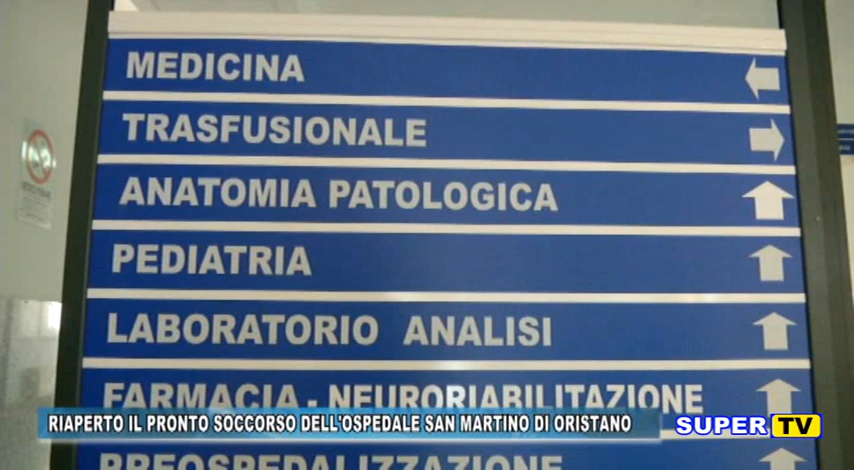 MEDICINA
TRASFUSIONALE
ANATOMIA PATOLOGICA
PEDIATRIA
LABORATORIO ANALISI
FARMACIA - NEURORIABILITAZIONE
RIAPERTO IL PRONTO SOCCORSO DELL'OSPEDALE SAN MARTINO DI ORISTANO
SUPER TV
PREOSPEDALIZZAZIONE